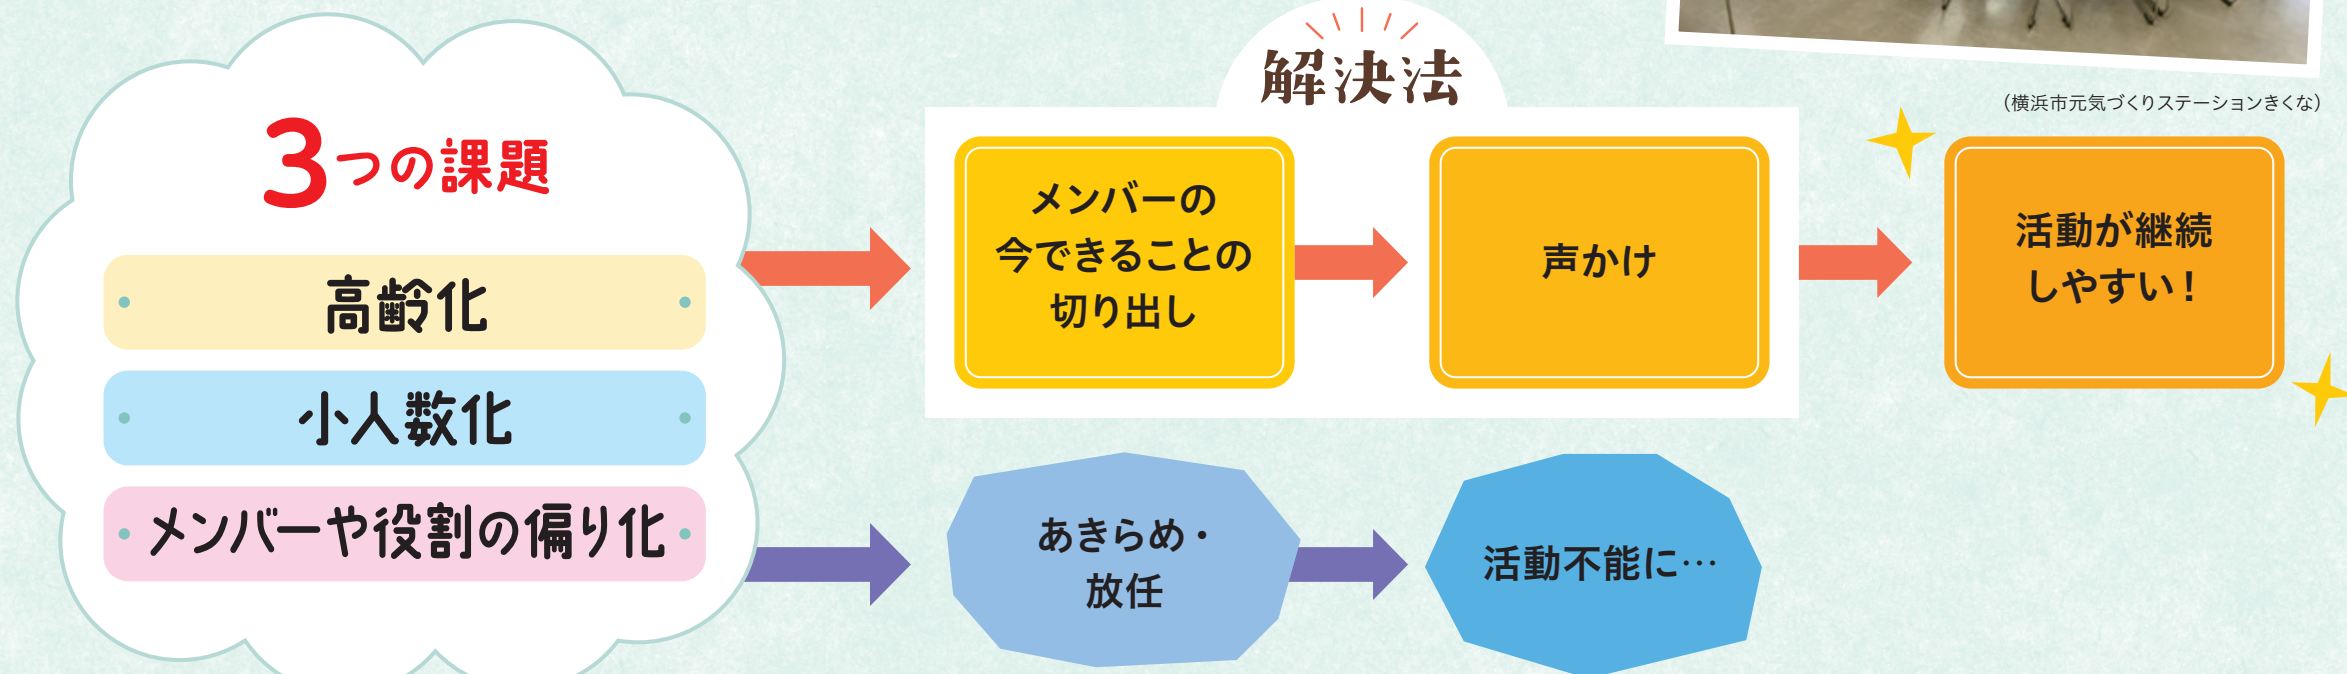 3つの課題
高齢化
小人数化
メンバーや役割の偏り化
解決法
メンバーの
今できることの
切り出し
声かけ
(横浜市元気づくりステーションきくな)
活動が継続
しやすい!
あきらめ・
放任
活動不能に…